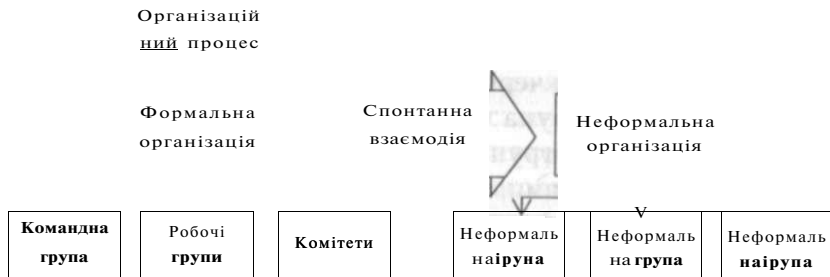 Організацій
ний процес
Формальна
організація
Спонтанна
взаємодія
Неформальна
організація
Командна
група
Робочі
групи
Комітети
Неформаль
наіруна
V
Неформаль
на група
Неформаль
наірупа